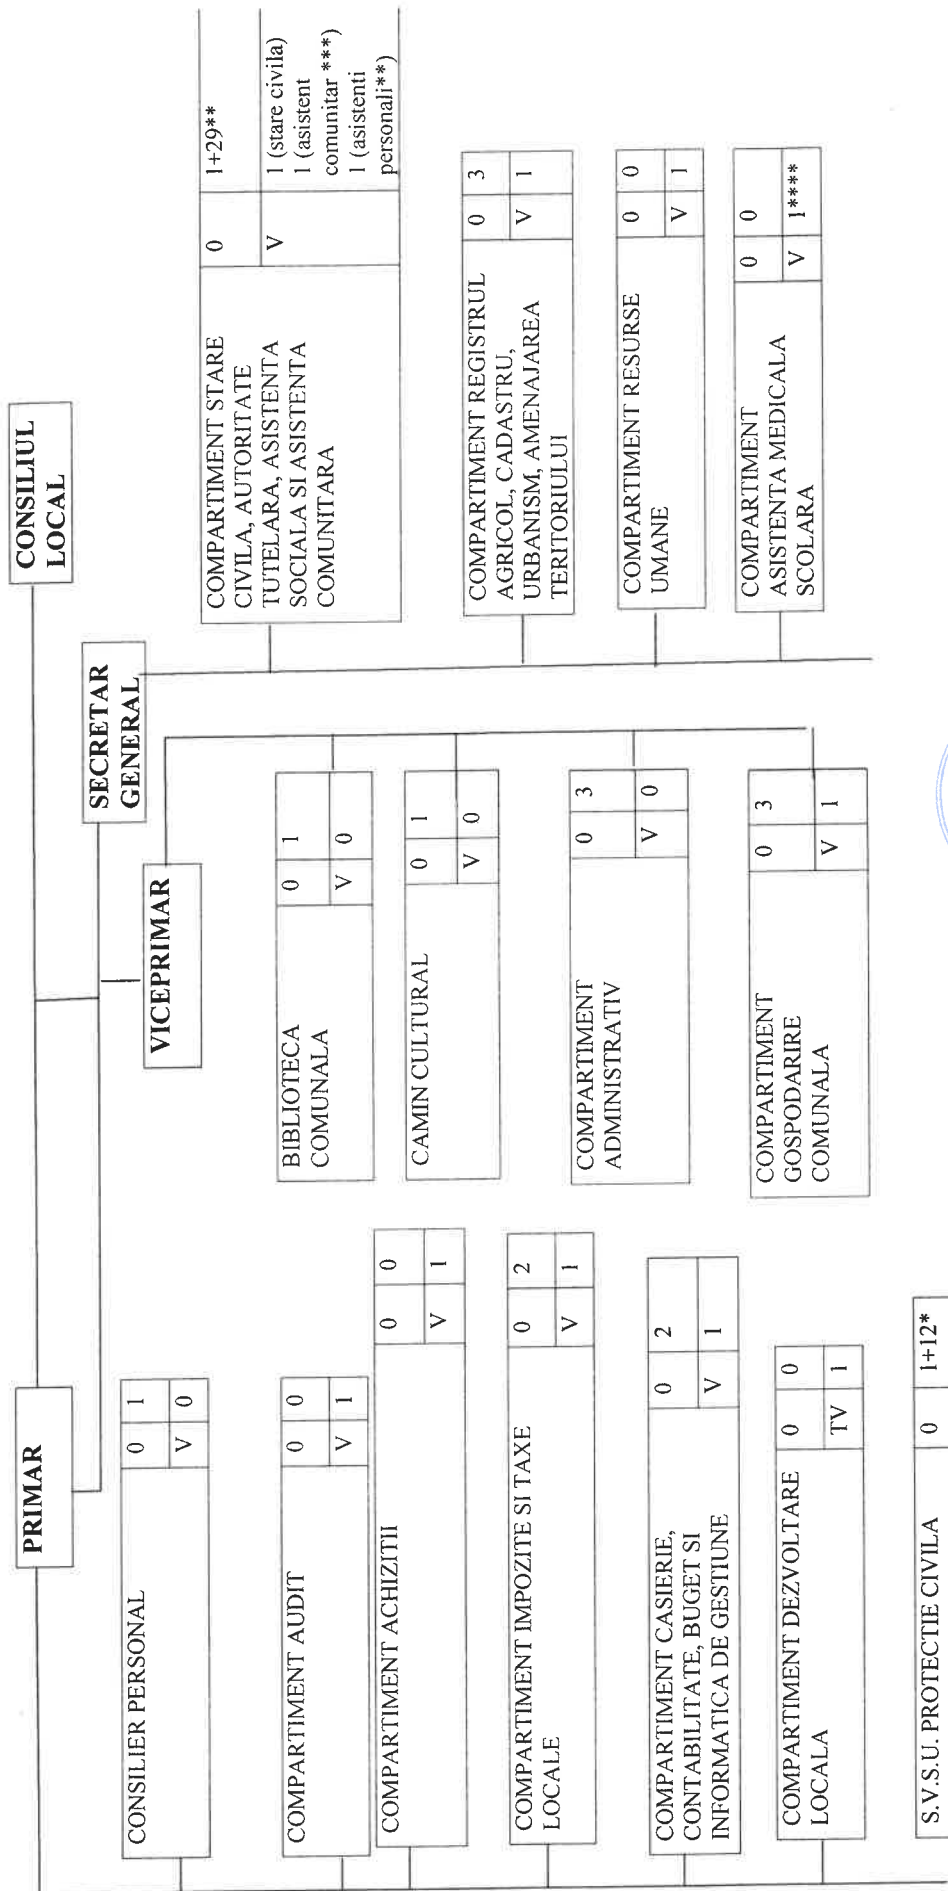 CONSILIUL
LOCAL
PRIMAR
SECRETAR
GENERAL
VICEPRIMAR
CONSILIER PERSONAL
0 1
V 0
COMPARTIMENT AUDIT
0 0
V 1
COMPARTIMENT ACHIZITII
0 0
V 1
COMPARTIMENT IMPOZITE SI TAXE
LOCALE
0 2
V 1
COMPARTIMENT CASIERIE,
CONTABILITATE, BUGET SI
INFORMATICA DE GESTIUNE
0 2
V 1
COMPARTIMENT DEZVOLTARE
LOCALA
0 0
TV 1
S.V.S.U. PROTECTIE CIVILA
0 1+12*
BIBLIOTECA
COMUNALA
0 1
V 0
CAMIN CULTURAL
0 1
V 0
COMPARTIMENT
ADMINISTRATIV
0 3
V 0
COMPARTIMENT
GOSPODARIRE
COMUNALA
0 3
V 1
COMPARTIMENT STARE
CIVILA, AUTORITATE
TUTELARA, ASISTENTA
SOCIALA SI ASISTENTA
COMUNITARA
0 1+29**
V 1 (stare civila)
1 (asistent
comunitar ***)
1 (asistenti
personali**)
COMPARTIMENT REGISTRUL
AGRICOL, CADASTRU,
URBANISM, AMENAJAREA
TERITORIULUI
0 3
V 1
COMPARTIMENT RESURSE
UMANE
0 0
V 1
COMPARTIMENT
ASISTENTA MEDICALA
SCOLARA
0 0
V 1****